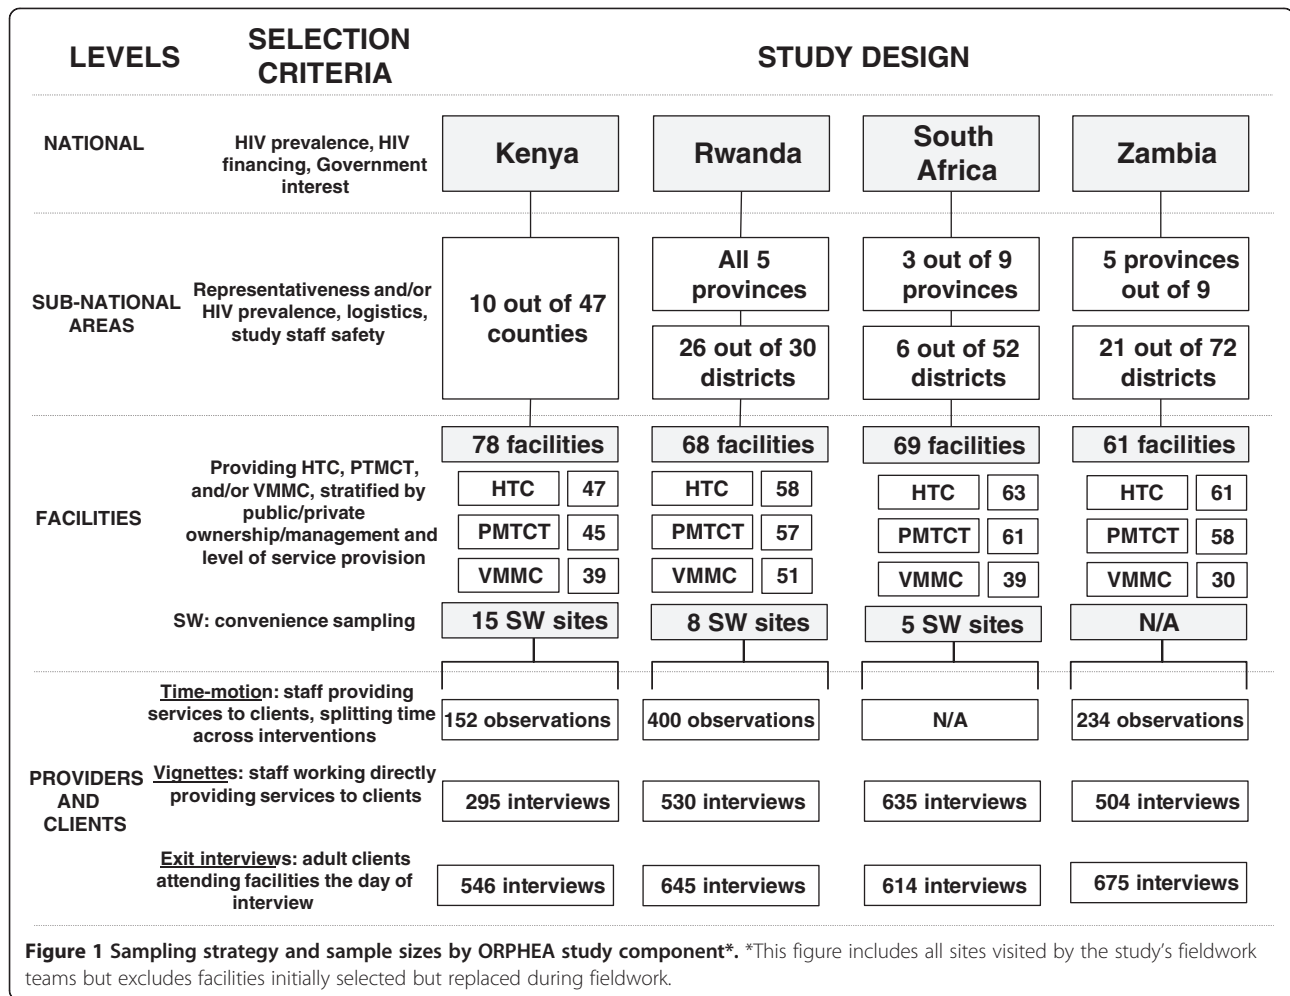 LEVELS
SELECTION
CRITERIA
STUDY DESIGN
NATIONAL
HIV prevalence, HIV
financing, Government
interest
Kenya
Rwanda
South
Africa
Zambia
SUB-NATIONAL
AREAS
Representativeness and/or
HIV prevalence, logistics,
study staff safety
10 out of 47
counties
All 5
provinces
26 out of 30
districts
3 out of 9
provinces
6 out of 52
districts
5 provinces
out of 9
21 out of 72
districts
FACILITIES
Providing HTC, PTMCT,
and/or VMMC, stratified by
public/private
ownership/management and
level of service provision
78 facilities
HTC 47
PMTCT 45
VMMC 39
68 facilities
HTC 58
PMTCT 57
VMMC 51
69 facilities
HTC 63
PMTCT 61
VMMC 39
61 facilities
HTC 61
PMTCT 58
VMMC 30
SW: convenience sampling
15 SW sites
8 SW sites
5 SW sites
N/A
PROVIDERS
AND
CLIENTS
Time-motion: staff providing
services to clients, splitting time
across interventions
152 observations
400 observations
N/A
234 observations
Vignettes: staff working directly
providing services to clients
295 interviews
530 interviews
635 interviews
504 interviews
Exit interviews: adult clients
attending facilities the day of
interview
546 interviews
645 interviews
614 interviews
675 interviews
Figure 1 Sampling strategy and sample sizes by ORPHEA study component*. *This figure includes all sites visited by the study's fieldwork
teams but excludes facilities initially selected but replaced during fieldwork.